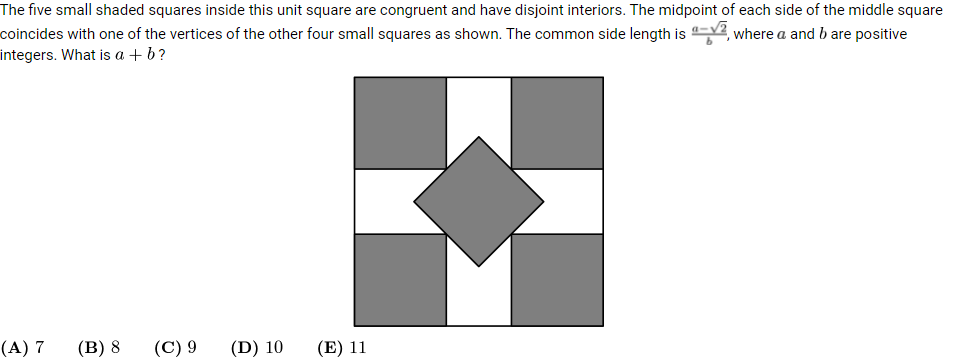 The five small shaded squares inside this unit square are congruent and have disjoint interiors. The midpoint of each side of the middle square
coincides with one of the vertices of the other four small squares as shown. The common side length is $\frac{a-\sqrt{2}}{b}$, where a and b are positive
integers. What is a + b?
(A) 7 (B) 8 (C) 9 (D) 10 (E) 11